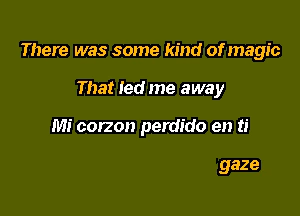 There was some kind of magic
That led me away
Mi corzon perdido en ti
gaze